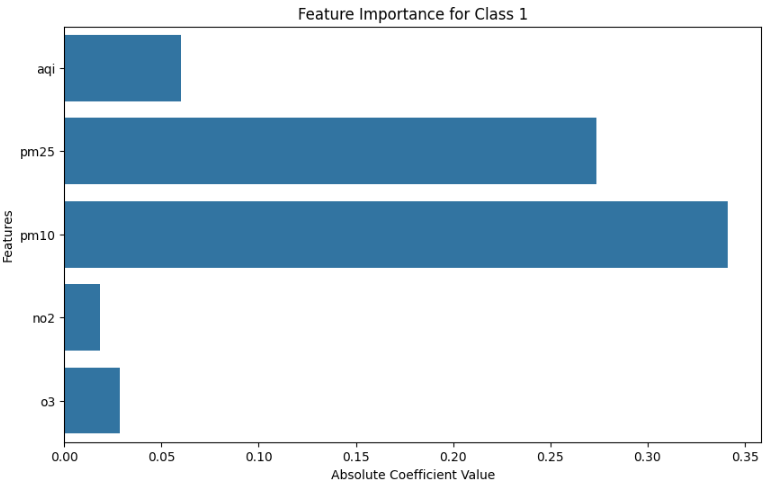 Feature Importance for Class 1
Features
aqi
pm25
pm10
no2
o3
0.00 0.05 0.10 0.15 0.20 0.25 0.30 0.35
Absolute Coefficient Value